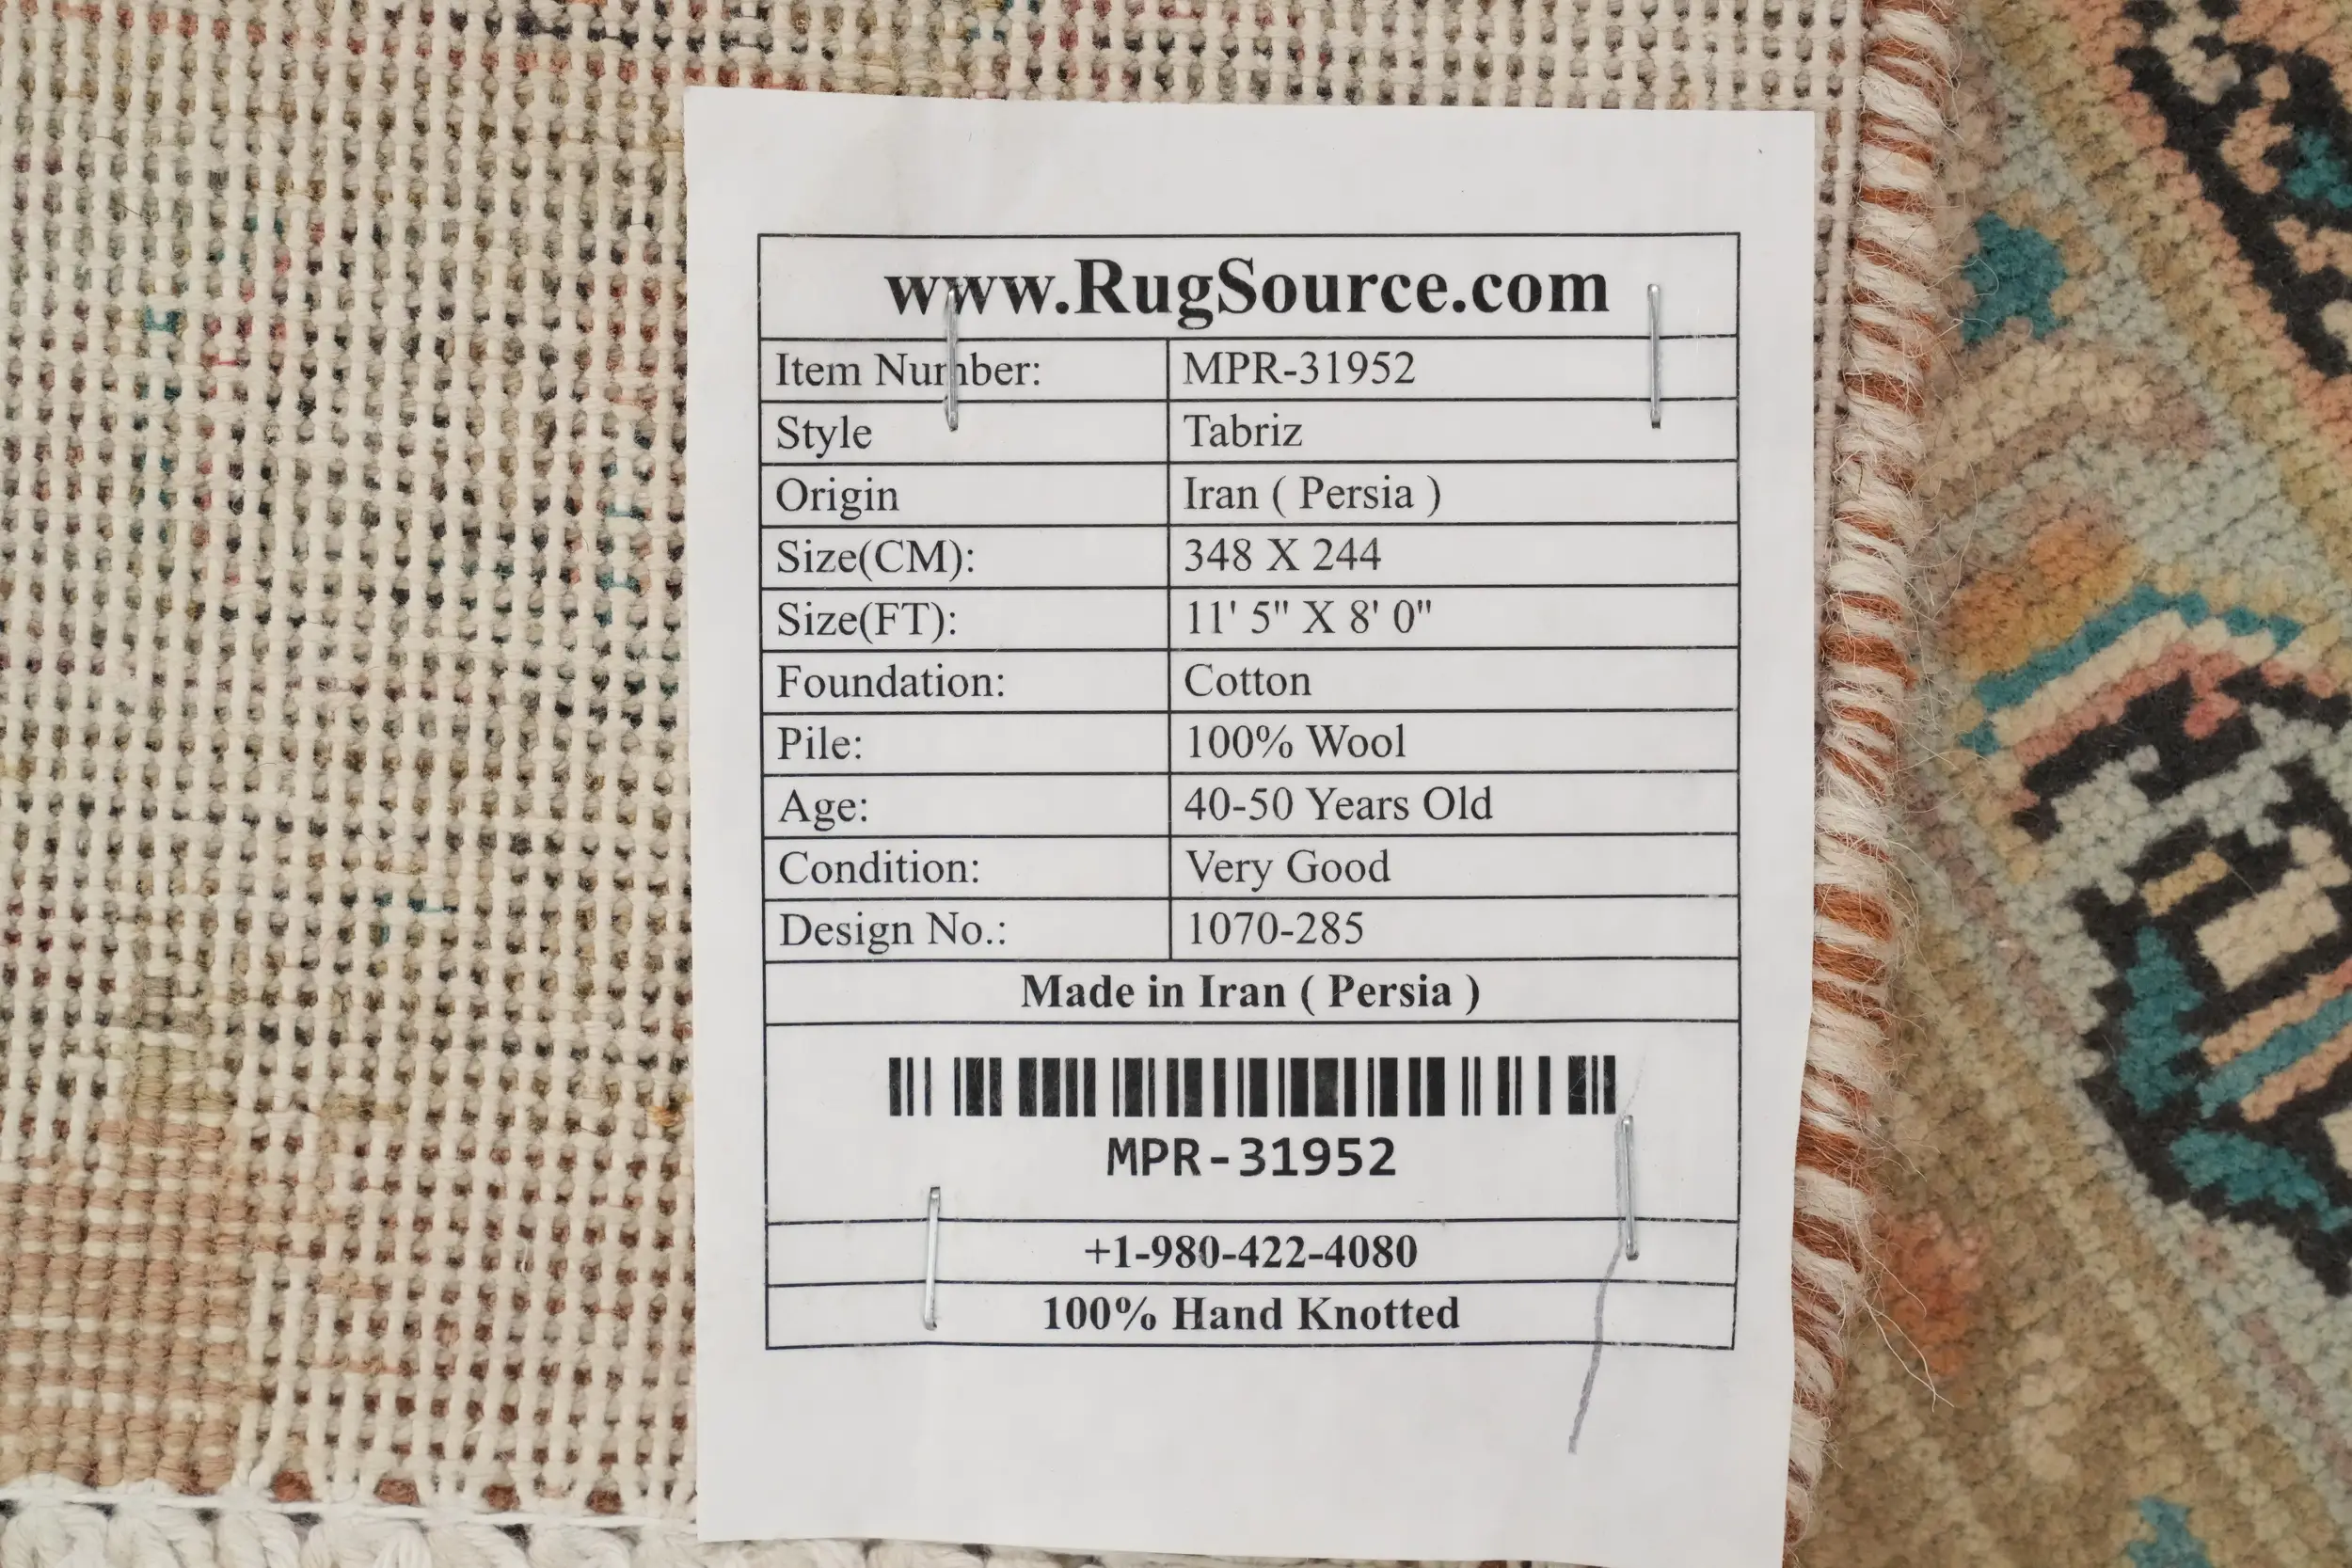 www.RugSource.com
Item Number: MPR-31952
Style Tabriz
Origin Iran ( Persia )
Size(CM): 348 X 244
Size(FT): 11' 5" X 8' 0"
Foundation: Cotton
Pile: 100% Wool
Age: 40-50 Years Old
Condition: Very Good
Design No.: 1070-285
Made in Iran ( Persia )
MPR-31952
+1-980-422-4080
100% Hand Knotted